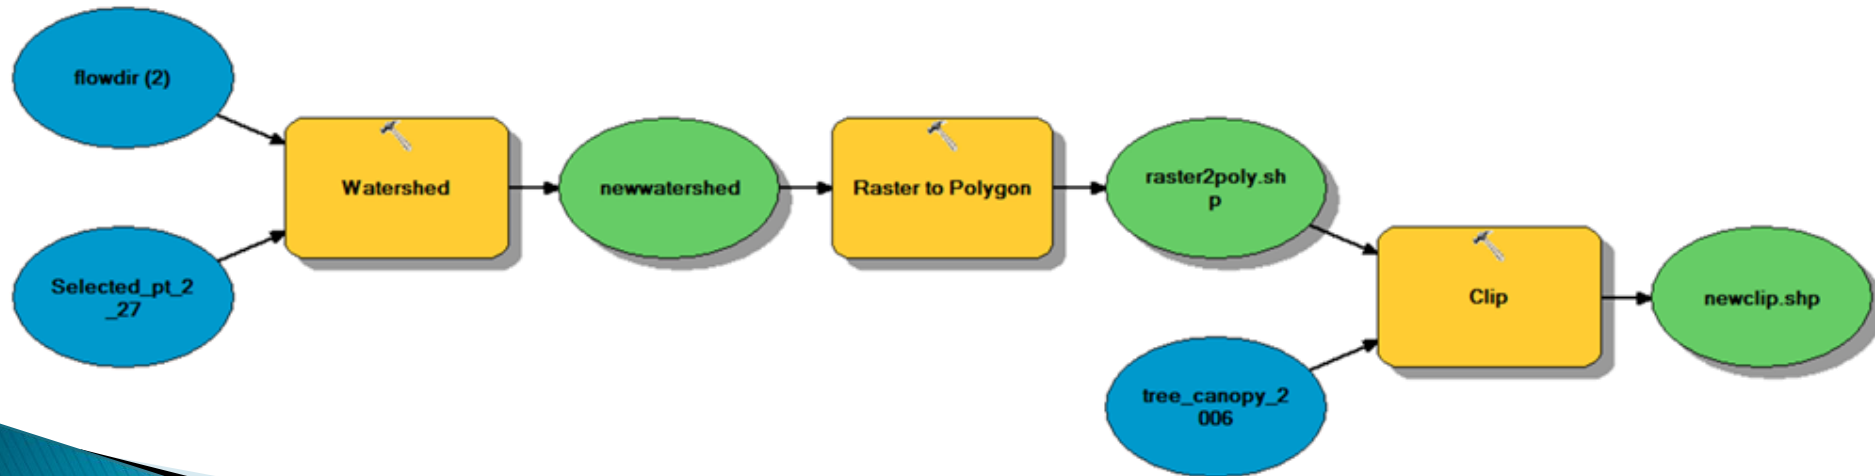 flowdir (2)
Selected_pt_2
_27
Watershed
newwatershed
Raster to Polygon
raster2poly.sh
p
tree_canopy_2
006
Clip
newclip.shp